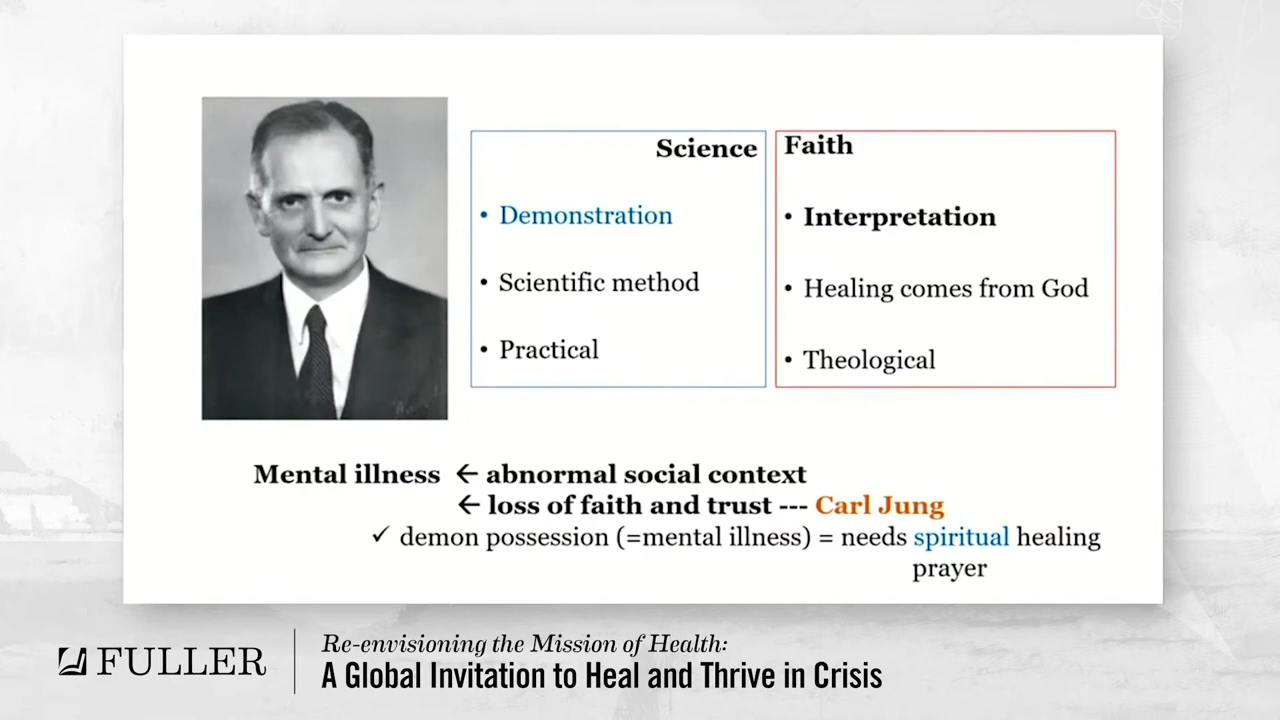 Science
• Demonstration
• Scientific method
• Practical
Faith
• Interpretation
• Healing comes from God
• Theological
Mental illness ← abnormal social context
← loss of faith and trust --- Carl Jung
✓ demon possession (=mental illness) = needs spiritual healing
prayer
FULLER
Re-envisioning the Mission of Health:
A Global Invitation to Heal and Thrive in Crisis